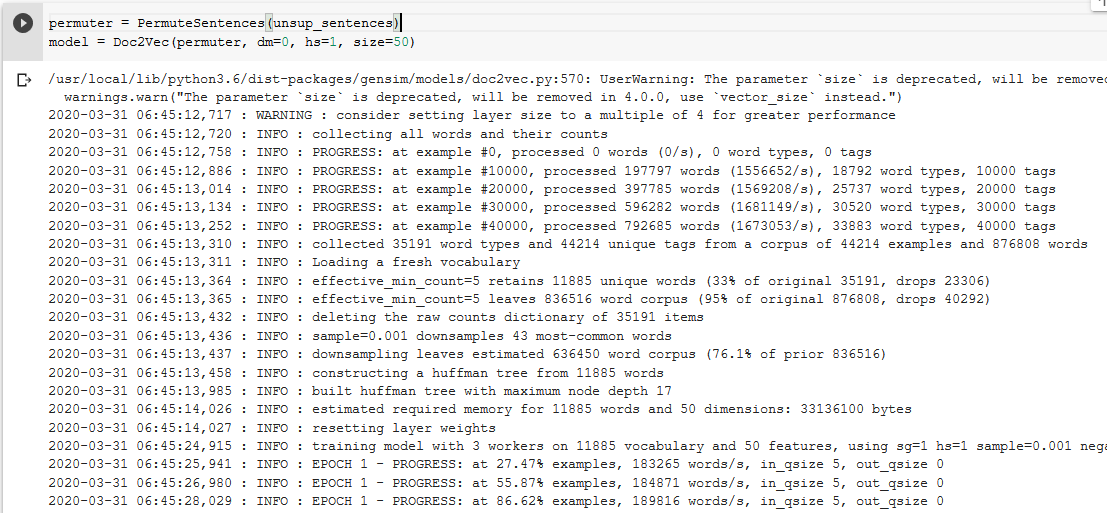 permuter = PermuteSentences(unsup_sentences)
model = Doc2Vec(permuter, dm=0, hs=1, size=50)
/usr/local/lib/python3.6/dist-packages/gensim/models/doc2vec.py:570: UserWarning: The parameter `size` is deprecated, will be remove
warnings.warn("The parameter `size` is deprecated, will be removed in 4.0.0, use `vector_size` instead.")
2020-03-31 06:45:12,717 : WARNING : consider setting layer size to a multiple of 4 for greater performance
2020-03-31 06:45:12,720 : INFO : collecting all words and their counts
2020-03-31 06:45:12,758 : INFO : PROGRESS: at example #0, processed 0 words (0/s), 0 word types, 0 tags
2020-03-31 06:45:12,886 : INFO : PROGRESS: at example #10000, processed 197797 words (1556652/s), 18792 word types, 10000 tags
2020-03-31 06:45:13,014 : INFO : PROGRESS: at example #20000, processed 397785 words (1569208/s), 25737 word types, 20000 tags
2020-03-31 06:45:13,134 : INFO : PROGRESS: at example #30000, processed 596282 words (1681149/s), 30520 word types, 30000 tags
2020-03-31 06:45:13,252 : INFO : PROGRESS: at example #40000, processed 792685 words (1673053/s), 33883 word types, 40000 tags
2020-03-31 06:45:13,310 : INFO : collected 35191 word types and 44214 unique tags from a corpus of 44214 examples and 876808 words
2020-03-31 06:45:13,311 : INFO : Loading a fresh vocabulary
2020-03-31 06:45:13,364 : INFO : effective_min_count=5 retains 11885 unique words (33% of original 35191, drops 23306)
2020-03-31 06:45:13,365 : INFO : effective_min_count=5 leaves 836516 word corpus (95% of original 876808, drops 40292)
2020-03-31 06:45:13,432 : INFO : deleting the raw counts dictionary of 35191 items
2020-03-31 06:45:13,436 : INFO : sample=0.001 downsamples 43 most-common words
2020-03-31 06:45:13,437 : INFO : downsampling leaves estimated 636450 word corpus (76.1% of prior 836516)
2020-03-31 06:45:13,458 : INFO : constructing a huffman tree from 11885 words
2020-03-31 06:45:13,985 : INFO : built huffman tree with maximum node depth 17
2020-03-31 06:45:14,026 : INFO : estimated required memory for 11885 words and 50 dimensions: 33136100 bytes
2020-03-31 06:45:14,027 : INFO : resetting layer weights
2020-03-31 06:45:24,915 : INFO : training model with 3 workers on 11885 vocabulary and 50 features, using sg=1 hs=1 sample=0.001 nega
2020-03-31 06:45:25,941 : INFO : EPOCH 1 - PROGRESS: at 27.47% examples, 183265 words/s, in_qsize 5, out_qsize 0
2020-03-31 06:45:26,980 : INFO : EPOCH 1 - PROGRESS: at 55.87% examples, 184871 words/s, in_qsize 5, out_qsize 0
2020-03-31 06:45:28,029 : INFO : EPOCH 1 - PROGRESS: at 86.62% examples, 189816 words/s, in_qsize 5, out_qsize 0